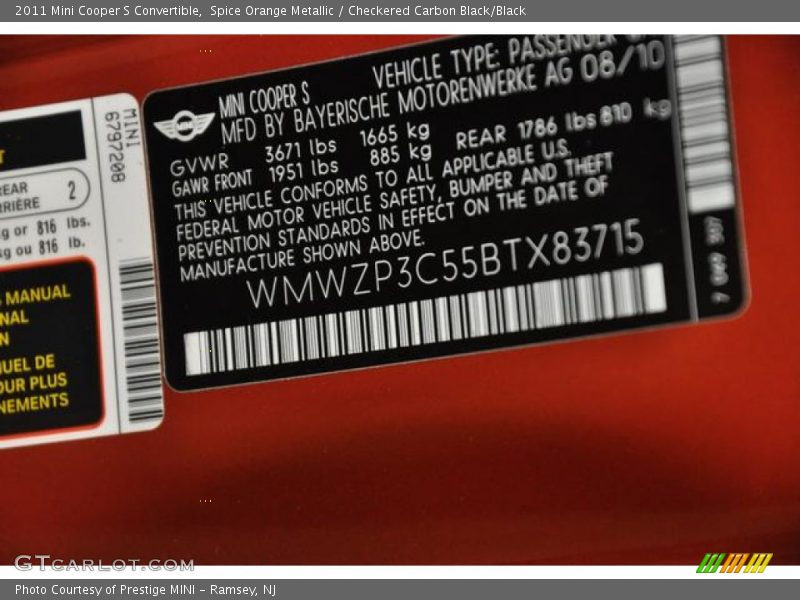 2011 Mini Cooper S Convertible,  Spice Orange Metallic / Checkered Carbon Black/Black
MINI
6797208
REAR
RRIÈRE 2
kg or 816 lbs.
kg ou 816 lb.
MANUAL
NAL
N
UEL DE
OUR PLUS
NEMENTS
MINI
MINI COOPER S VEHICLE TYPE: PASSENGER
MFD BY BAYERISCHE MOTORENWERKE AG 08/10
GVWR 3671 lbs 1665 kg
GAWR FRONT 1951 lbs 885 kg REAR 1786 lbs 810 kg
THIS VEHICLE CONFORMS TO ALL APPLICABLE U.S.
FEDERAL MOTOR VEHICLE SAFETY, BUMPER AND THEFT
PREVENTION STANDARDS IN EFFECT ON THE DATE OF
MANUFACTURE SHOWN ABOVE.
WMWZP3C55BTX83715
GTCARLOT.COM
Photo Courtesy of Prestige MINI - Ramsey, NJ